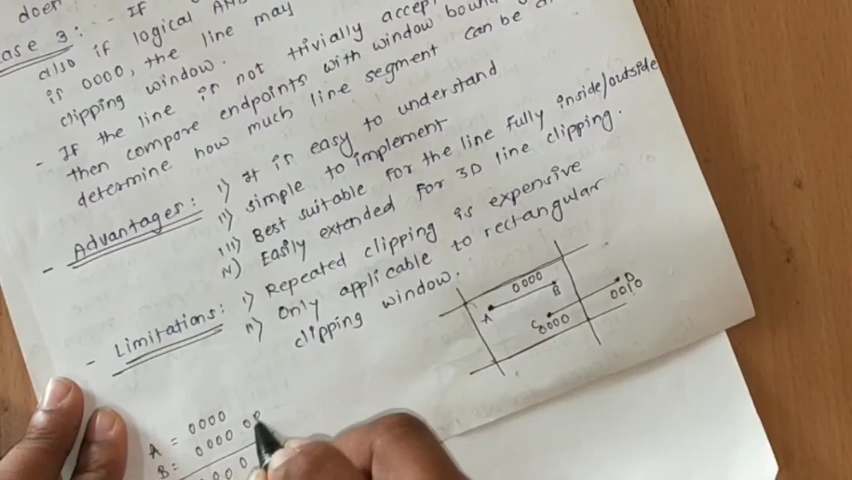 does
case 3 : - If
also if logical AND
is 0000, the line may
clipping window.
- If the line is not trivially accept
then compare endpoints with window bound
determine how much line segment can be
- Advantages : i) It is easy to understand
ii) simple to implement
iii) Best suitable for the line fully inside/outside
iv) Easily extended for 3D line clipping.
- Limitations : i) Repeated clipping is expensive
ii) only applicable to rectangular
clipping window.
0000
A
B
C
0000
D
0010
A = 0000
B = 0000